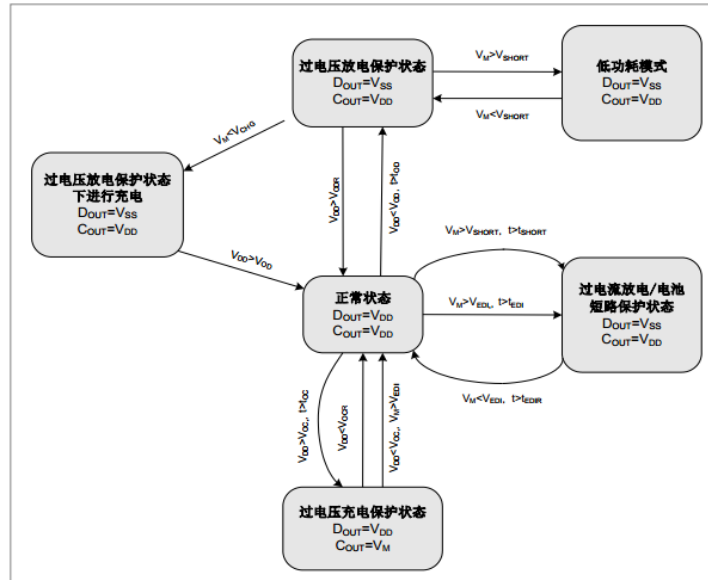 过电压放电保护状态
DOUT=VSS
COUT=VDD
VM>VSHORT
VM<VSHORT
低功耗模式
DOUT=VSS
COUT=VDD
VM<VCHG
过电压放电保护状态
下进行充电
DOUT=VSS
COUT=VDD
VDD>VODR
VDD<VOD, t>tOD
VDD>VOD
正常状态
DOUT=VDD
COUT=VDD
VM>VSHORT, t>tSHORT
VM>VEDI, t>tEDI
VM<VEDI, t>tEDIR
过电流放电/电池
短路保护状态
DOUT=VSS
COUT=VDD
VDD>VOC, t>tOC
VDD<VOCR
VDD<VOC, VM>VEDI
过电压充电保护状态
DOUT=VDD
COUT=VM